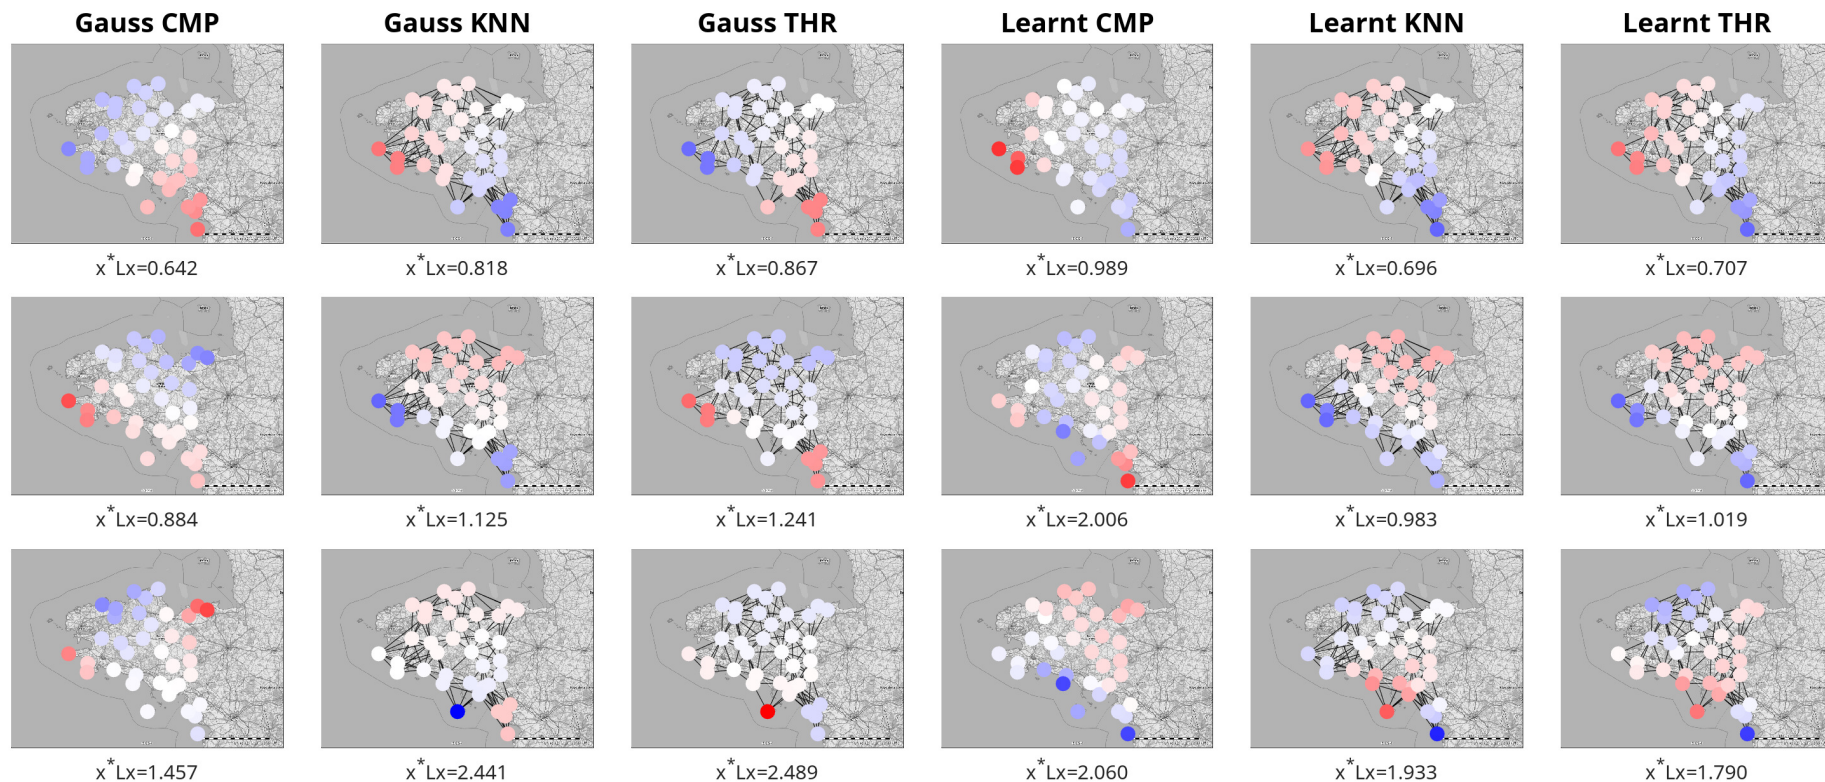 Gauss CMP Gauss KNN Gauss THR Learnt CMP Learnt KNN Learnt THR
x*Lx=0.642 x*Lx=0.818 x*Lx=0.867 x*Lx=0.989 x*Lx=0.696 x*Lx=0.707
x*Lx=0.884 x*Lx=1.125 x*Lx=1.241 x*Lx=2.006 x*Lx=0.983 x*Lx=1.019
x*Lx=1.457 x*Lx=2.441 x*Lx=2.489 x*Lx=2.060 x*Lx=1.933 x*Lx=1.790